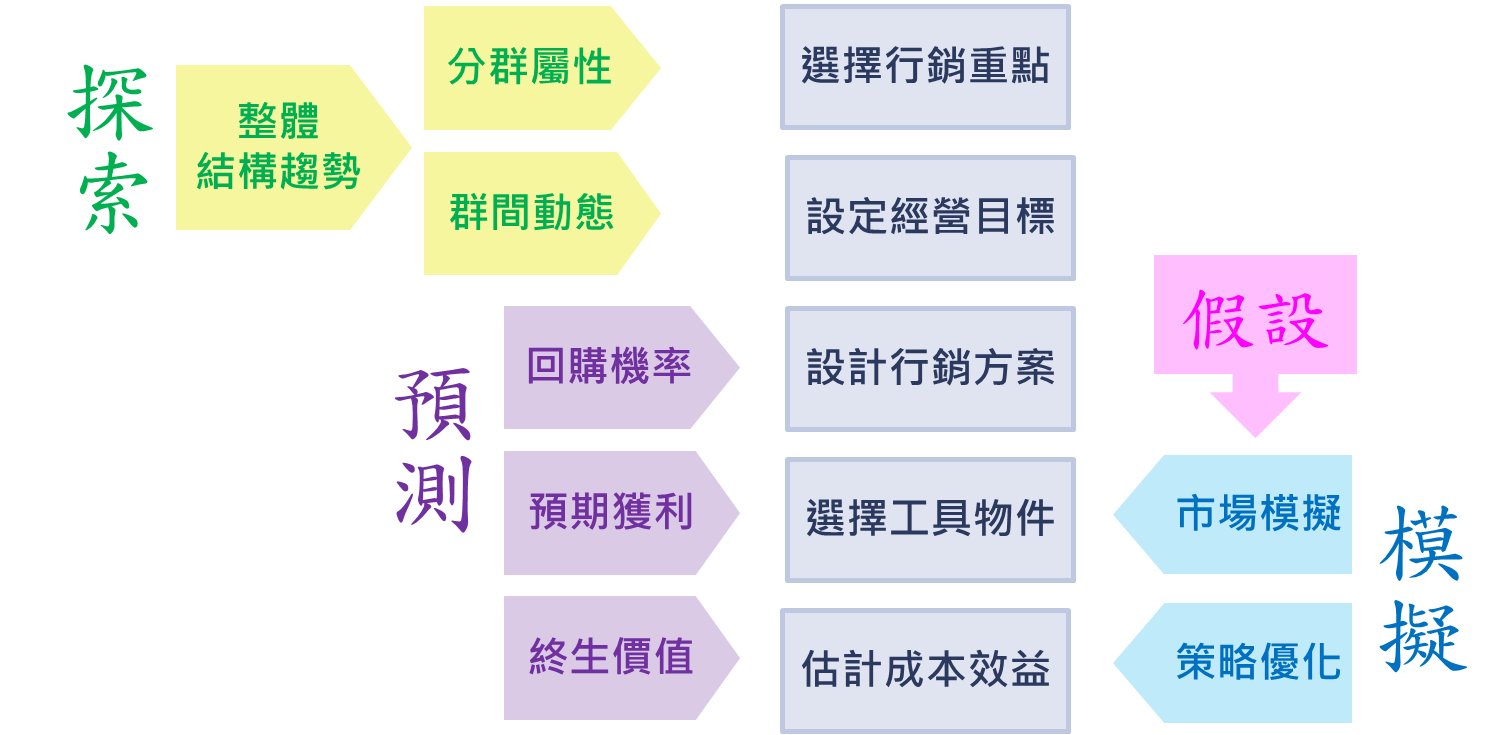 探索
整體
結構趨勢
分群屬性
群間動態
預測
回購機率
預期獲利
終生價值
選擇行銷重點
設定經營目標
設計行銷方案
選擇工具物件
估計成本效益
假設
市場模擬
策略優化
模擬